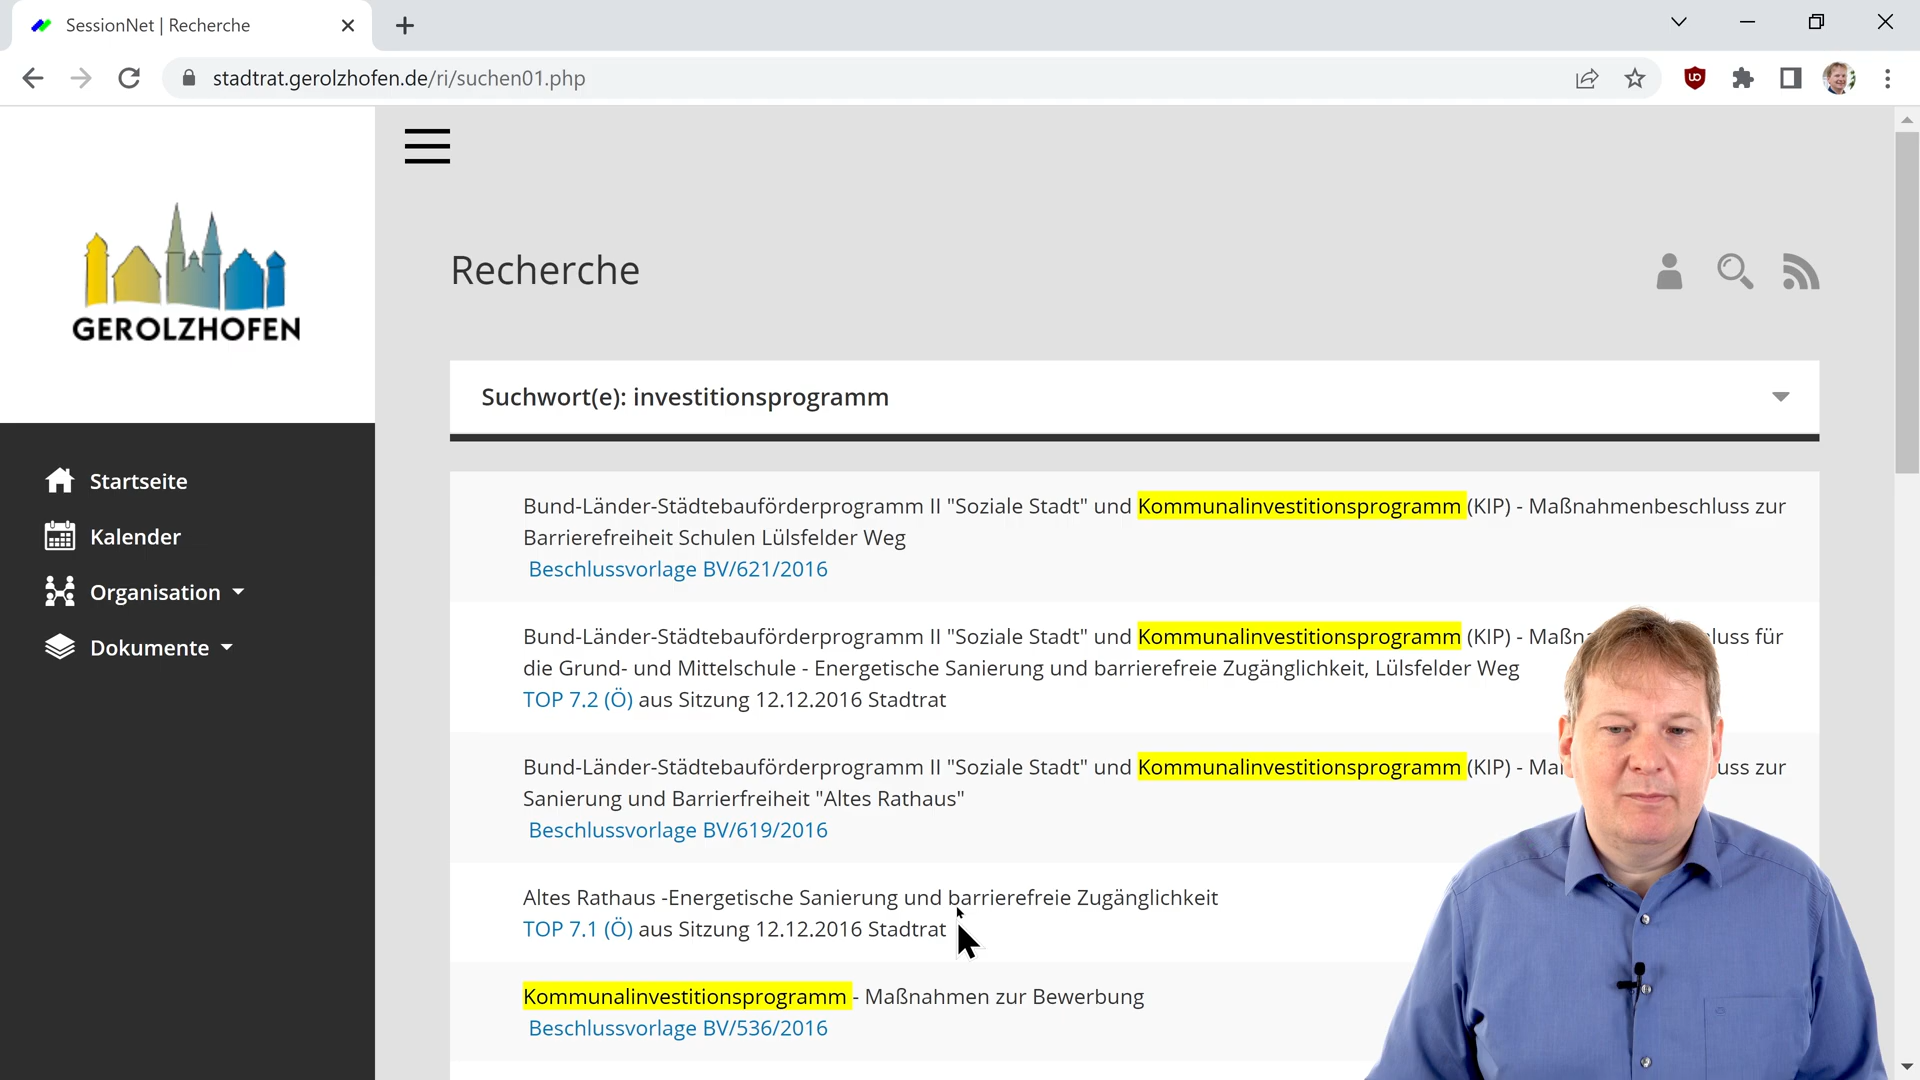 SessionNet | Recherche
stadtrat.gerolzhofen.de/ri/suchen01.php
GEROLZHOFEN
Startseite
Kalender
Organisation
Dokumente
Recherche
Suchwort(e): investitionsprogramm
Bund-Länder-Städtebauförderprogramm II "Soziale Stadt" und Kommunalinvestitionsprogramm (KIP) - Maßnahmenbeschluss zur
Barrierefreiheit Schulen Lülsfelder Weg
Beschlussvorlage BV/621/2016
Bund-Länder-Städtebauförderprogramm II "Soziale Stadt" und Kommunalinvestitionsprogramm (KIP) - für
die Grund- und Mittelschule - Energetische Sanierung und barrierefreie Zugänglichkeit, Lülsfelder Weg
TOP 7.2 (Ö) aus Sitzung 12.12.2016 Stadtrat
Bund-Länder-Städtebauförderprogramm II "Soziale Stadt" und Kommunalinvestitionsprogramm (KIP) - zur
Sanierung und Barrierfreiheit "Altes Rathaus"
Beschlussvorlage BV/619/2016
Altes Rathaus -Energetische Sanierung und barrierefreie Zugänglichkeit
TOP 7.1 (Ö) aus Sitzung 12.12.2016 Stadtrat
Kommunalinvestitionsprogramm - Maßnahmen zur Bewerbung
Beschlussvorlage BV/536/2016